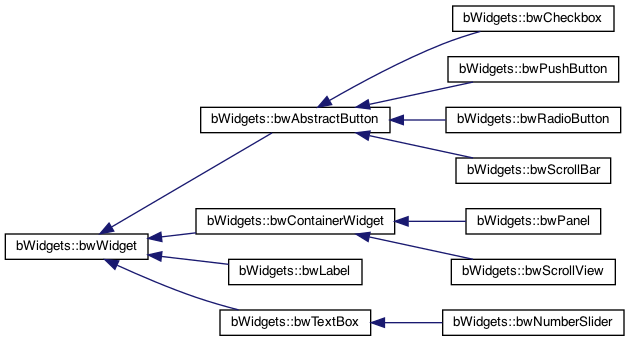 bWidgets::bwCheckbox
bWidgets::bwPushButton
bWidgets::bwAbstractButton
bWidgets::bwRadioButton
bWidgets::bwScrollBar
bWidgets::bwContainerWidget
bWidgets::bwPanel
bWidgets::bwWidget
bWidgets::bwLabel
bWidgets::bwScrollView
bWidgets::bwTextBox
bWidgets::bwNumberSlider